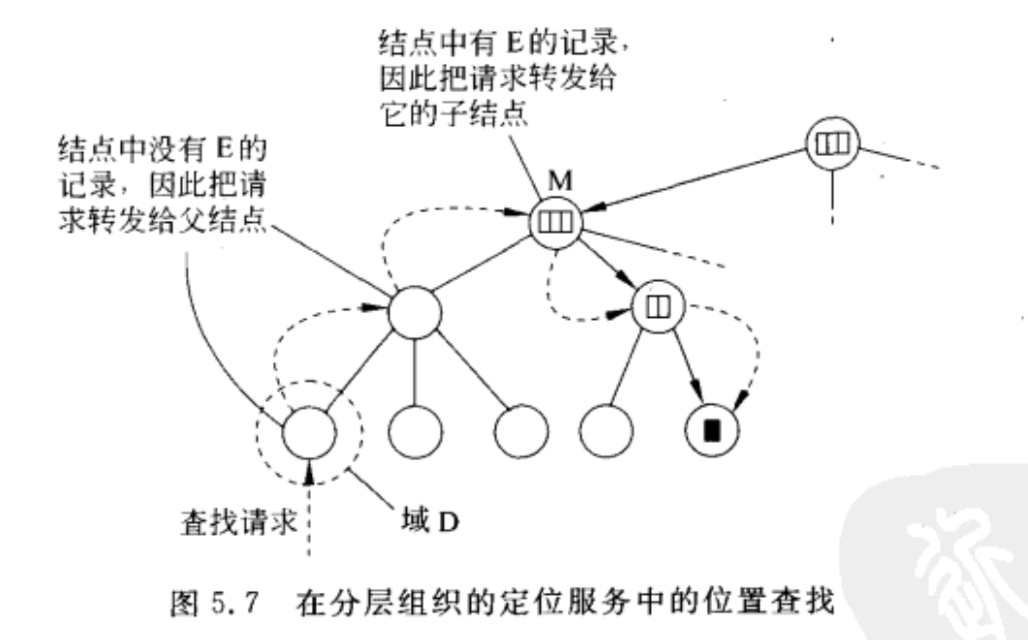 结点中有 E 的记录，
因此把请求转发给
它的子结点
结点中没有 E 的
记录，因此把请
求转发给父结点
M
查找请求
域 D
图 5.7 在分层组织的定位服务中的位置查找